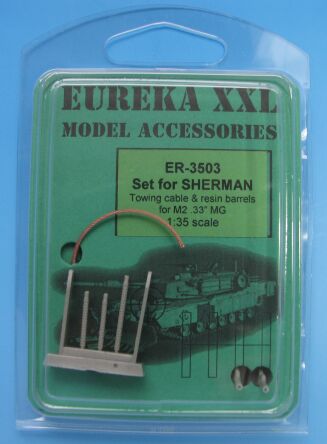 EUREKA XXL
MODEL ACCESSORIES
ER-3503
Set for SHERMAN
Towing cable & resin barrels
for M2 .33" MG
1:35 scale